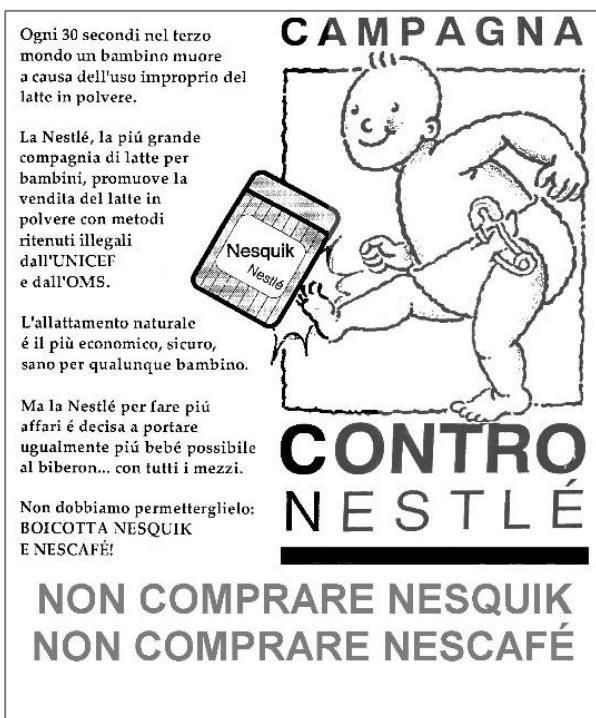 CAMPAGNA
Ogni 30 secondi nel terzo
mondo un bambino muore
a causa dell'uso improprio del
latte in polvere.
La Nestlé, la piú grande
compagnia di latte per
bambini, promuove la
vendita del latte in
polvere con metodi
ritenuti illegali
dall'UNICEF
e dall'OMS.
L'allattamento naturale
é il più economico, sicuro,
sano per qualunque bambino.
Ma la Nestlé per fare piú
affari é decisa a portare
ugualmente piú bebé possibile
al biberon... con tutti i mezzi.
Non dobbiamo permetterglielo:
BOICOTTA NESQUIK
E NESCAFÉ!
Nesquik
Nestlé
CONTRO
NESTLÉ
NON COMPRARE NESQUIK
NON COMPRARE NESCAFÉ